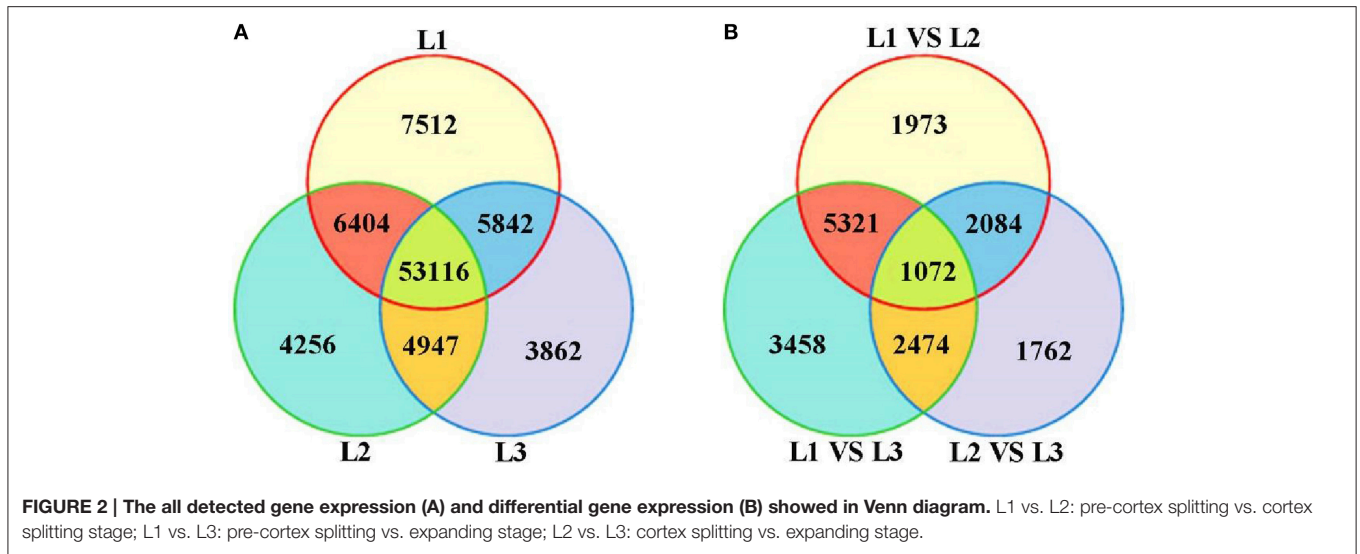 A
L1
7512
6404
5842
53116
4256
4947
3862
L2
L3
B
L1 VS L2
1973
5321
2084
1072
3458
2474
1762
L1 VS L3
L2 VS L3
FIGURE 2 | The all detected gene expression (A) and differential gene expression (B) showed in Venn diagram. L1 vs. L2: pre-cortex splitting vs. cortex
splitting stage; L1 vs. L3: pre-cortex splitting vs. expanding stage; L2 vs. L3: cortex splitting vs. expanding stage.